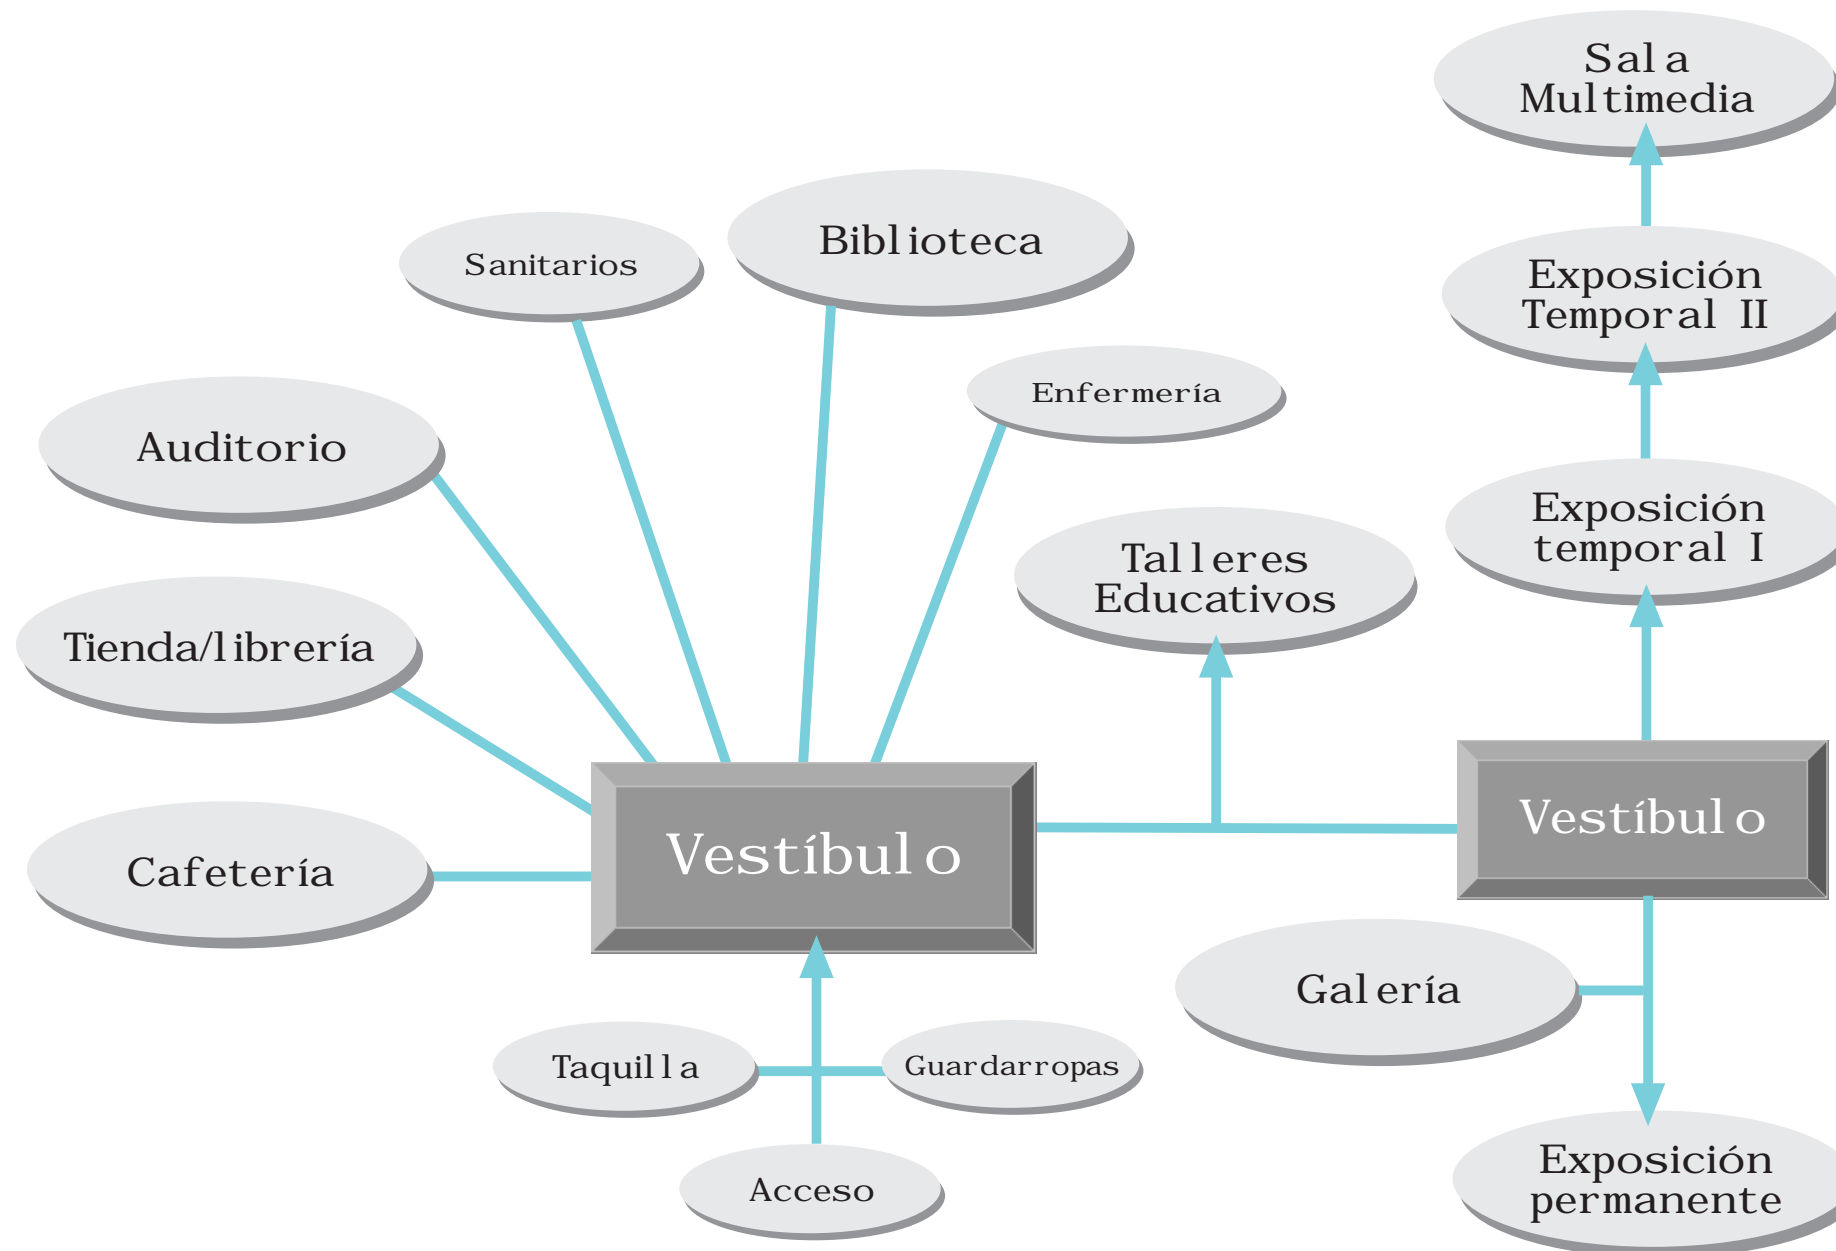 Sala
Multimedia
Biblioteca
Sanitarios
Exposición
Temporal II
Enfermería
Auditorio
Exposición
temporal I
Talleres
Educativos
Tienda/librería
Vestíbulo
Vestíbulo
Cafetería
Galería
Taquilla
Guardarropas
Acceso
Exposición
permanente